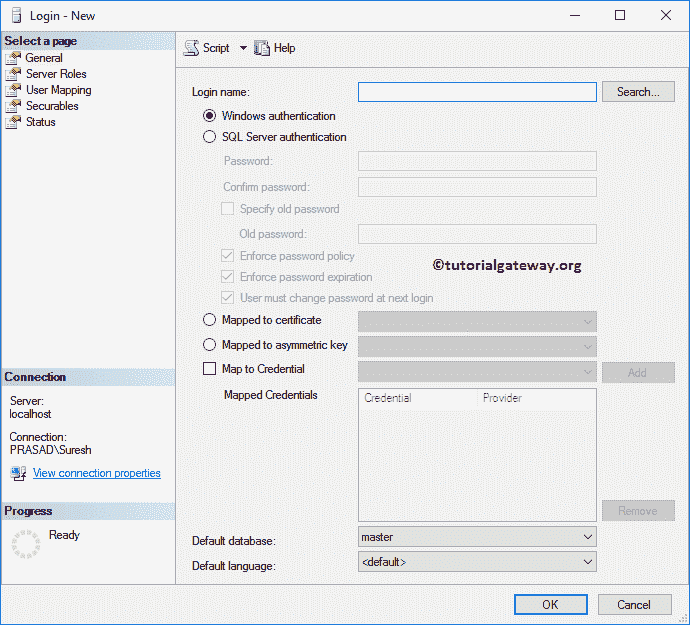 Login - New
Select a page
General
Server Roles
User Mapping
Securables
Status
Connection
Server:
localhost
Connection:
PRASAD\Suresh
View connection properties
Progress
Ready
Script
Help
Login name:
Search...
Windows authentication
SQL Server authentication
Password:
Confirm password:
Specify old password
Old password:
Enforce password policy
©tutorialgateway.org
Enforce password expiration
User must change password at next login
Mapped to certificate
Mapped to asymmetric key
Map to Credential
Add
Mapped Credentials
Credential Provider
Remove
Default database: master
Default language: <default>
OK Cancel